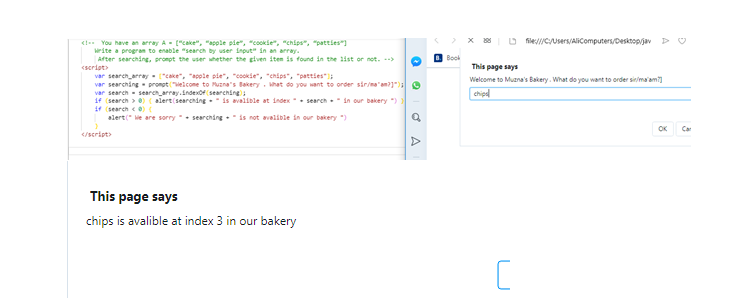 <!-- You have an array A = ["cake", "apple pie", "cookie", "chips", "patties"]
Write a program to enable "search by user input" in an array.
After searching, prompt the user whether the given item is found in the list or not. -->
<script>
var search_array = ["cake", "apple pie", "cookie", "chips", "patties"];
var searching = prompt("Welcome to Muzna's Bakery . What do you want to order sir/ma'am?]");
var search = search_array.indexOf(searching);
if (search > 0) { alert(searching + " is avalible at index " + search + " in our bakery ") }
if (search < 0) {
alert(" We are sorry " + searching + " is not avalible in our bakery ")
}
</script>
file:///C:/Users/AliComputers/Desktop/jav
B. Book
This page says
Welcome to Muzna's Bakery . What do you want to order sir/ma'am?]
chips
OK Ca
This page says
chips is avalible at index 3 in our bakery